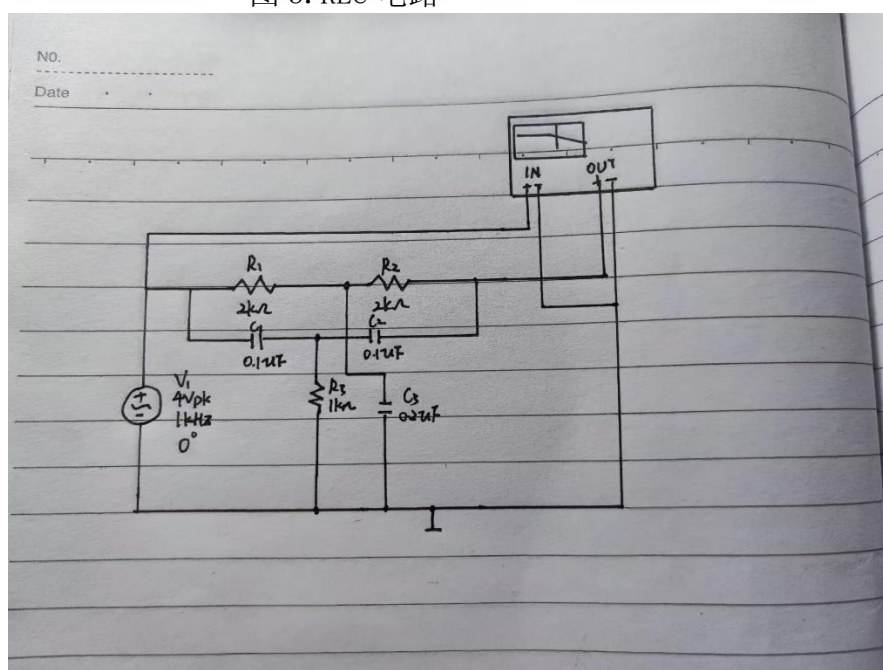 图 3. RLC 电路
NO.
Date
IN
OUT
R₁
R₂
2kΩ
2kΩ
C₂
0.1uF
0.1uF
V₁
4Vpk
1kHz
0°
R₃
1kΩ
C₃
0.2uF